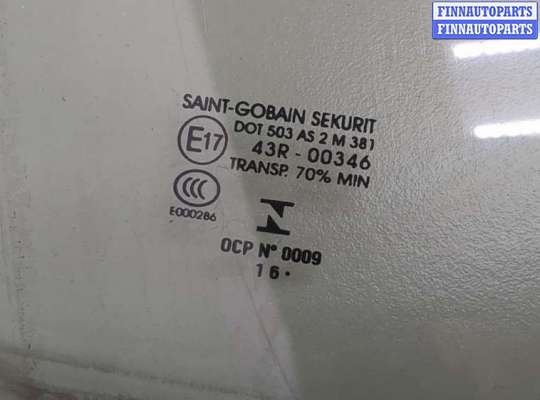 FINNAUTOPARTS
FINNAUTOPARTS
SAINT-GOBAIN SEKURIT
E17
DOT 503 AS 2 M 381
43R - 00346
TRANSP. 70% MIN
CCC
E000286
OCP Nº 0009
16.